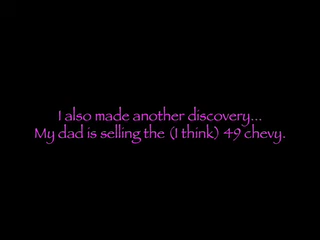 I also made another discovery...
My dad is selling the (I think) 49 chevy.